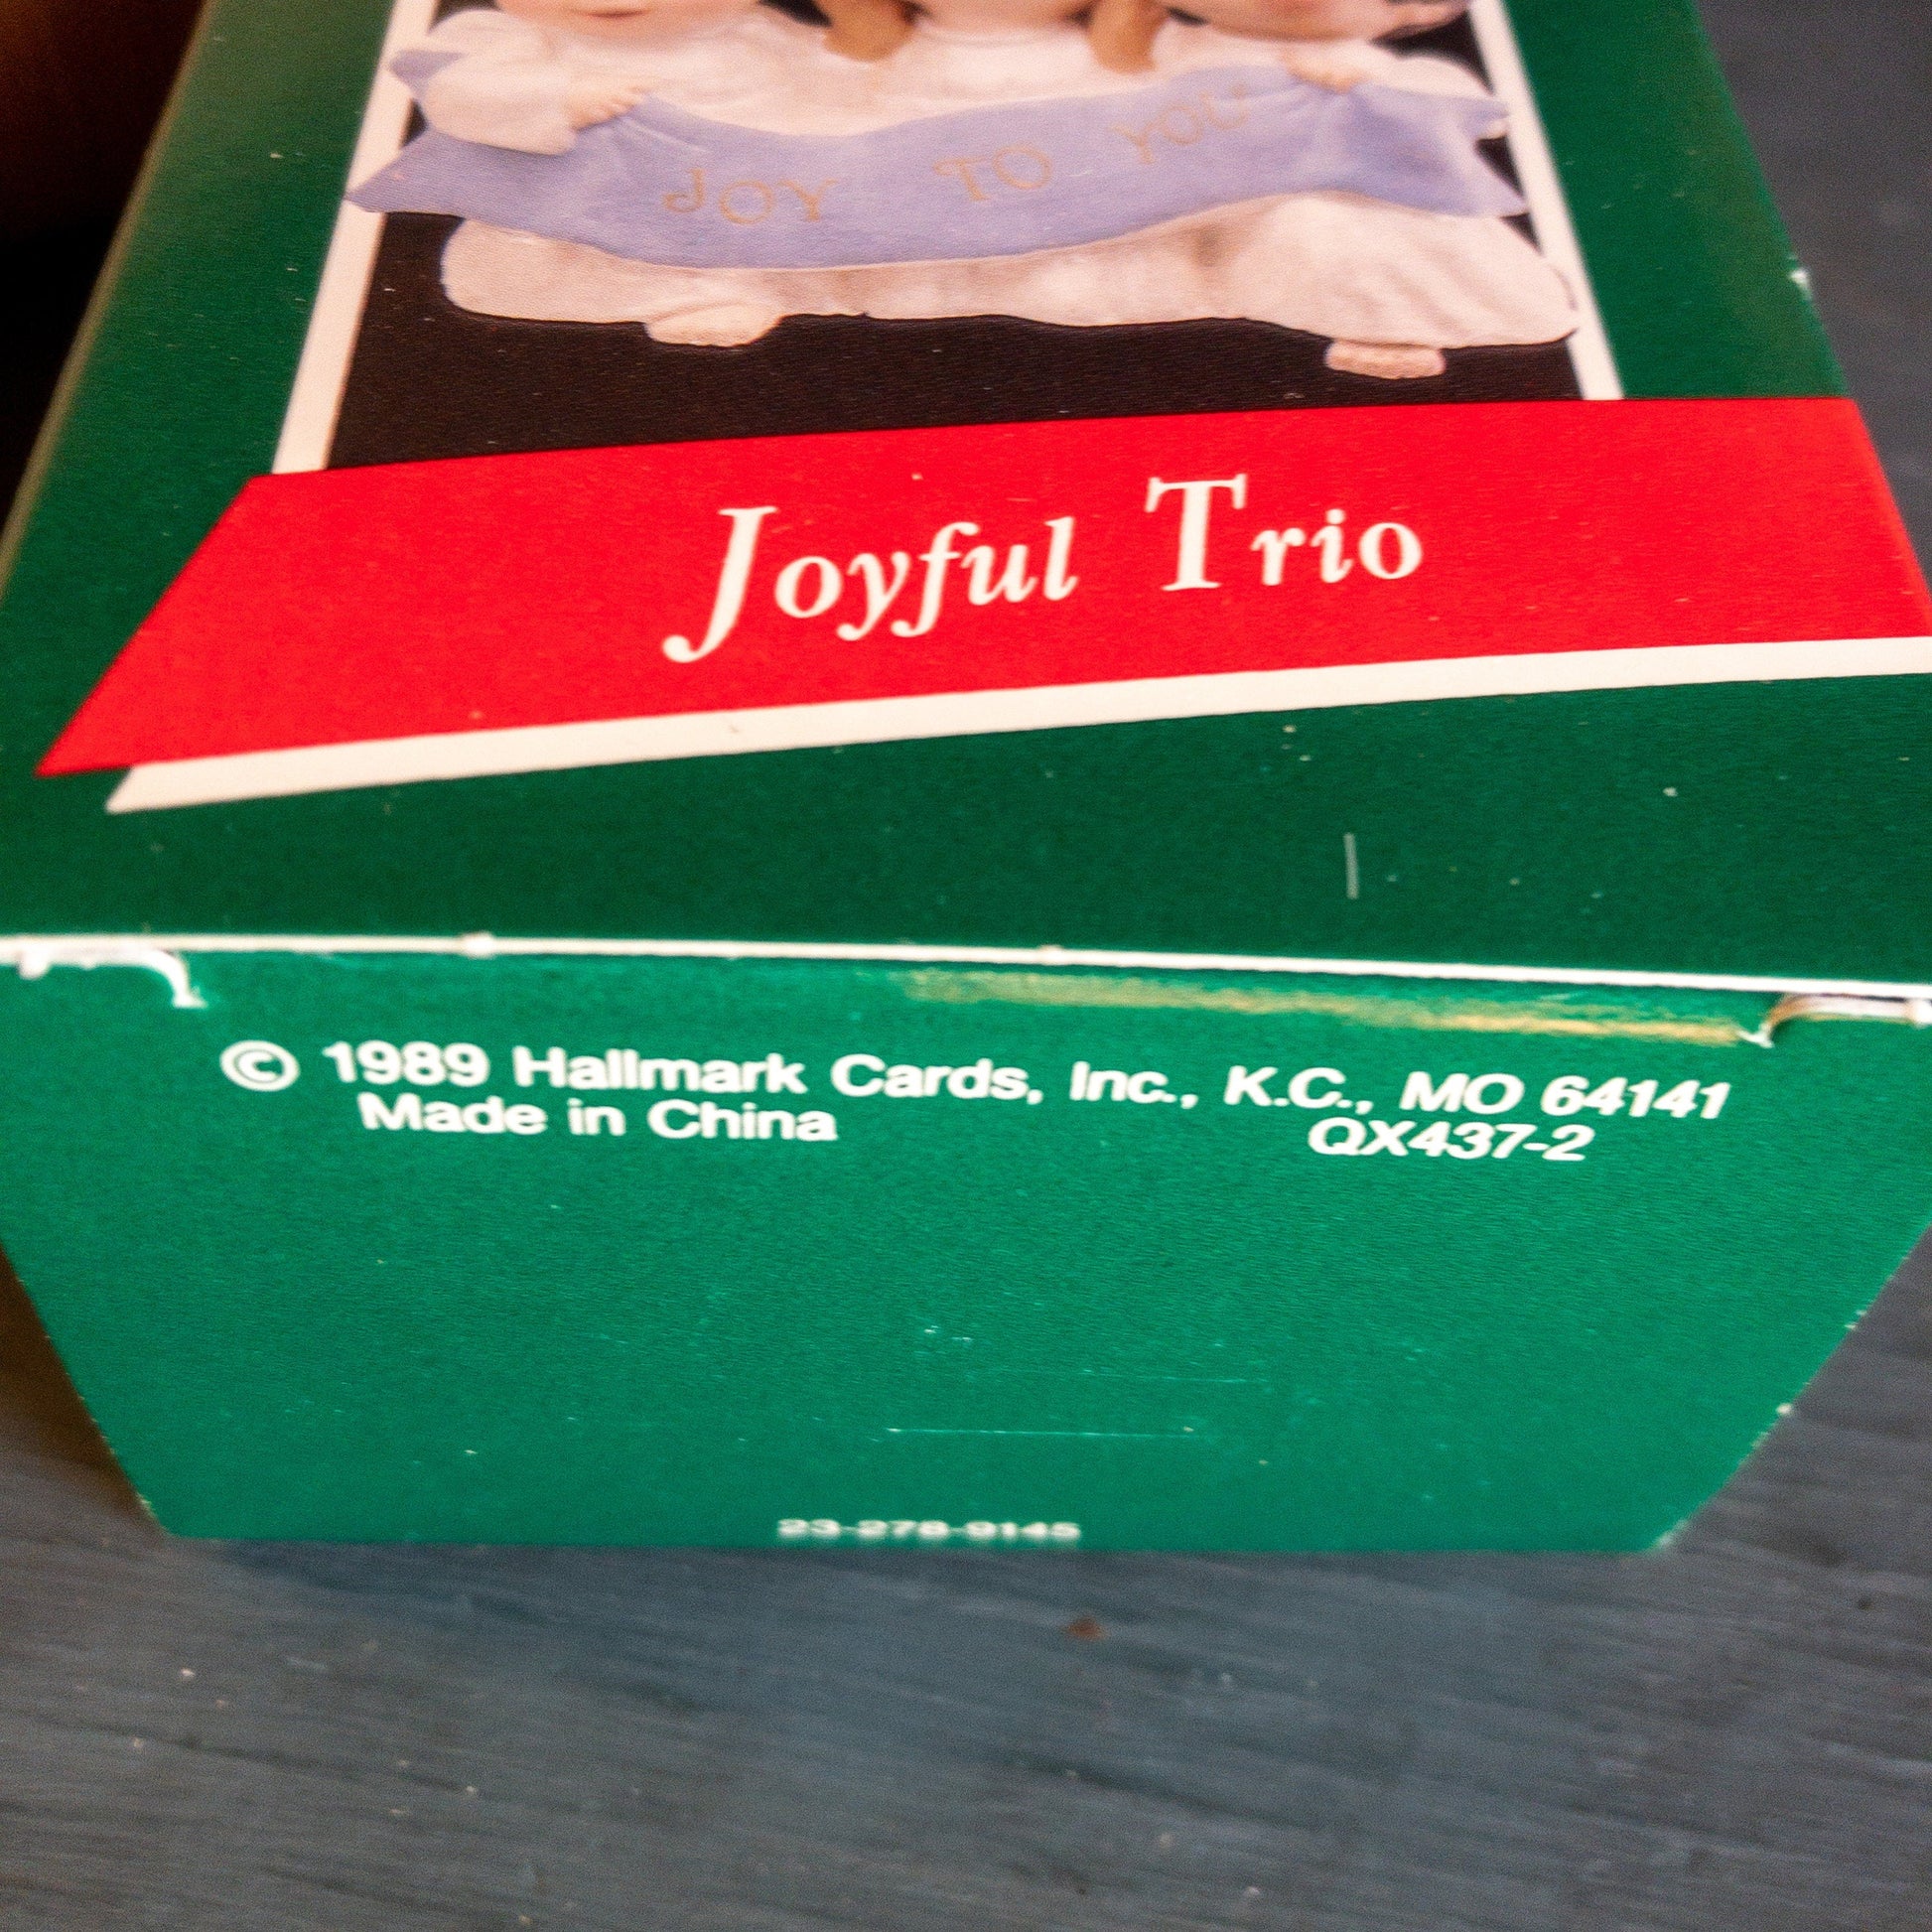 JOY TO YOU
Joyful Trio
© 1989 Hallmark Cards, Inc., K.C., MO 64141
Made in China
QX437-2
23-278-9145